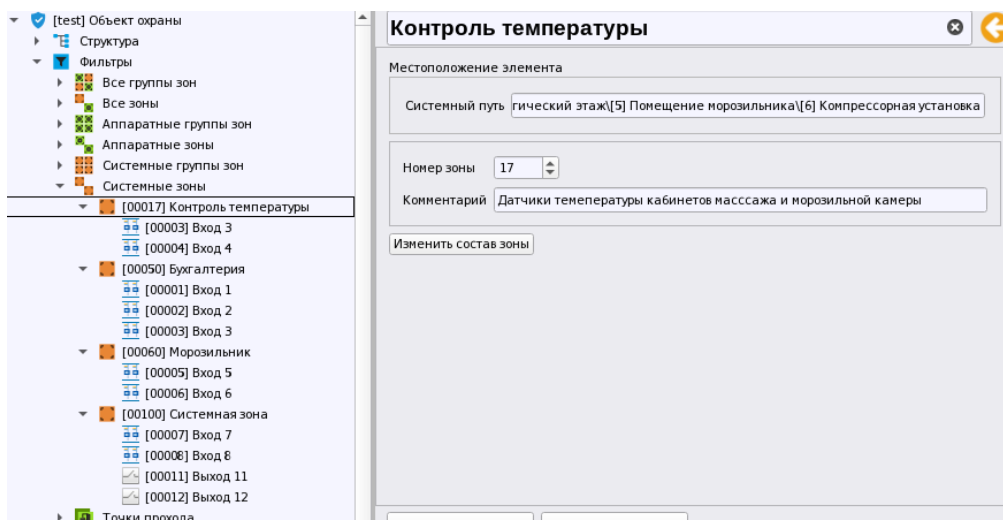 [test] Объект охраны
Структура
Фильтры
Все группы зон
Все зоны
Аппаратные группы зон
Аппаратные зоны
Системные группы зон
Системные зоны
[00017] Контроль температуры
[00003] Вход 3
[00004] Вход 4
[00050] Бухгалтерия
[00001] Вход 1
[00002] Вход 2
[00003] Вход 3
[00060] Морозильник
[00005] Вход 5
[00006] Вход 6
[00100] Системная зона
[00007] Вход 7
[00008] Вход 8
[00011] Выход 11
[00012] Выход 12
Точки прохода
Контроль температуры
Местоположение элемента
Системный путь гический этаж\[5] Помещение морозильника\[6] Компрессорная установка
Номер зоны 17
Комментарий Датчики темепературы кабинетов масссажа и морозильной камеры
Изменить состав зоны